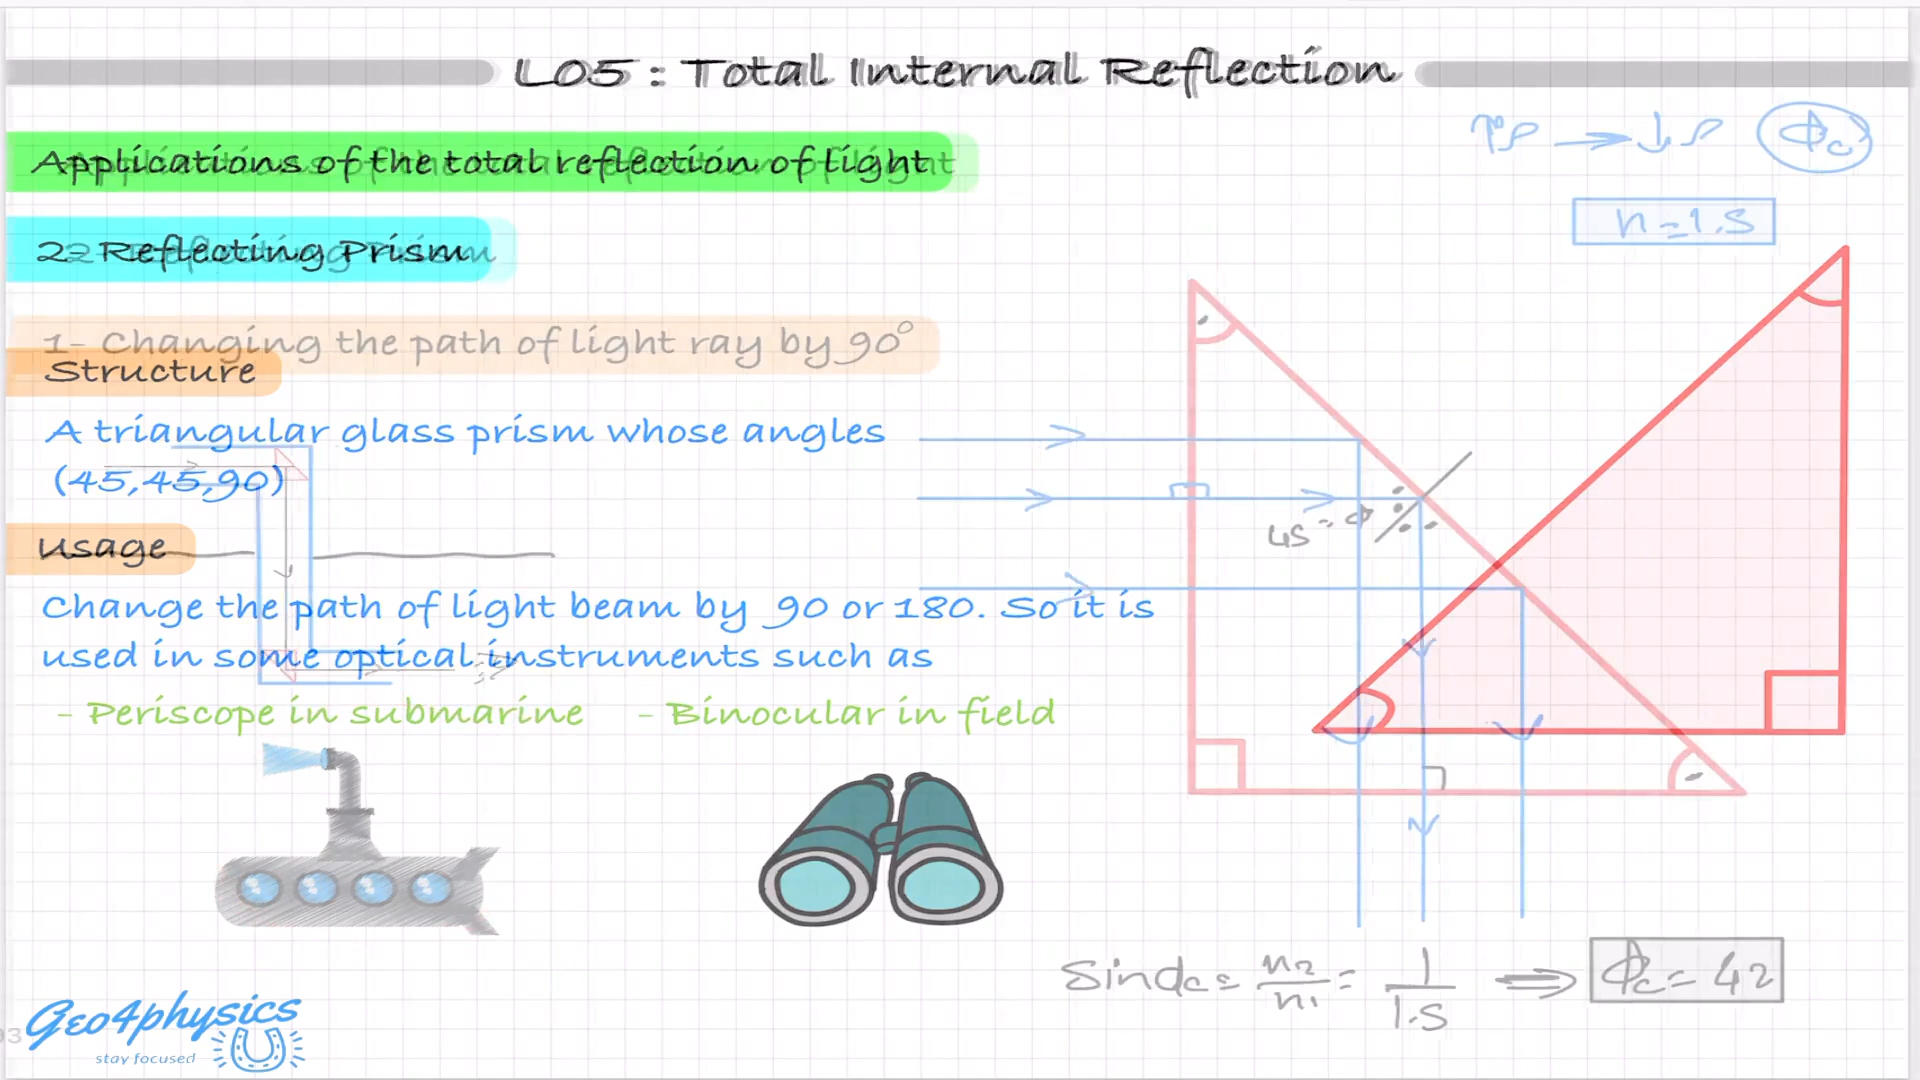 LO5 : Total Internal Reflection
Applications of the total reflection of light
n=1.5
2- Reflecting Prism
1- Changing the path of light ray by 90°
Structure
A triangular glass prism whose angles
(45,45,90)
45 = Φ
Usage
Change the path of light beam by 90 or 180. So it is
used in some optical instruments such as
- Periscope in submarine - Binocular in field
Sin Φc = n2/n1 = 1/1.5 ⇒ Φc = 42
Geo4physics
stay focused